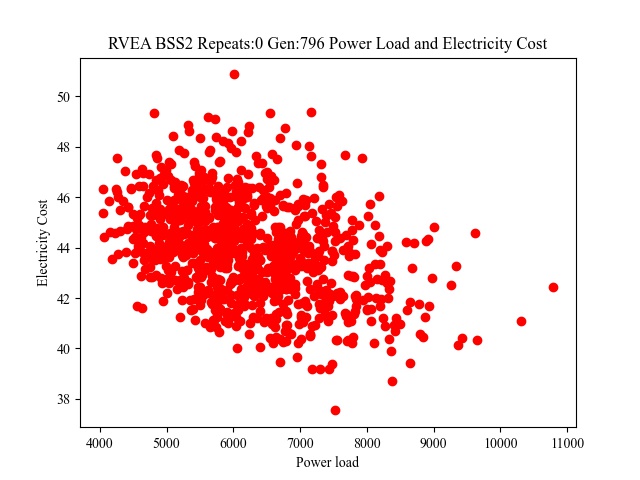 RVEA BSS2 Repeats:0 Gen:796 Power Load and Electricity Cost
50
48
46
44
42
40
38
Electricity Cost
4000 5000 6000 7000 8000 9000 10000 11000
Power load